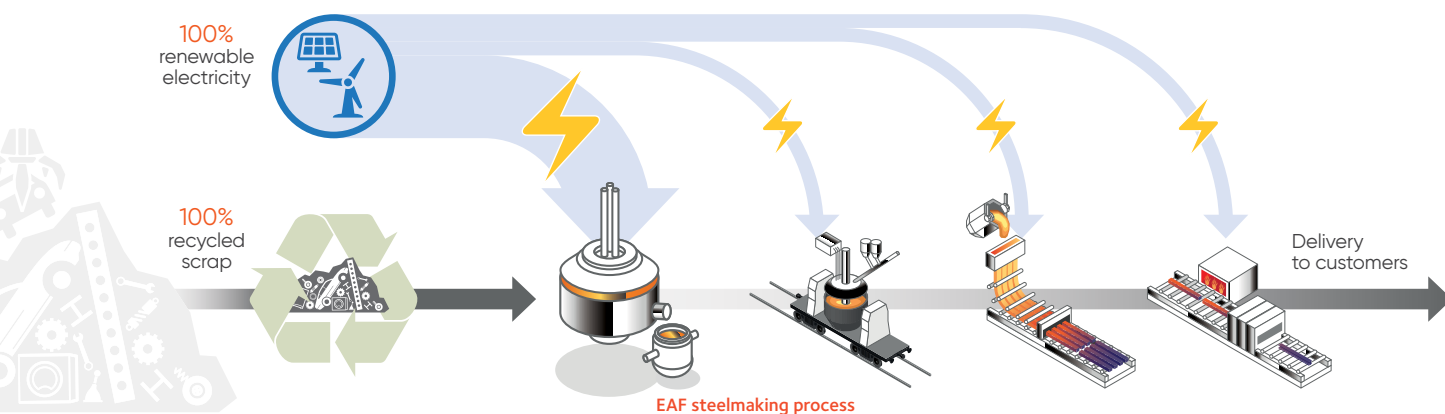 100%
renewable
electricity
100%
recycled
scrap
Delivery
to customers
EAF steelmaking process